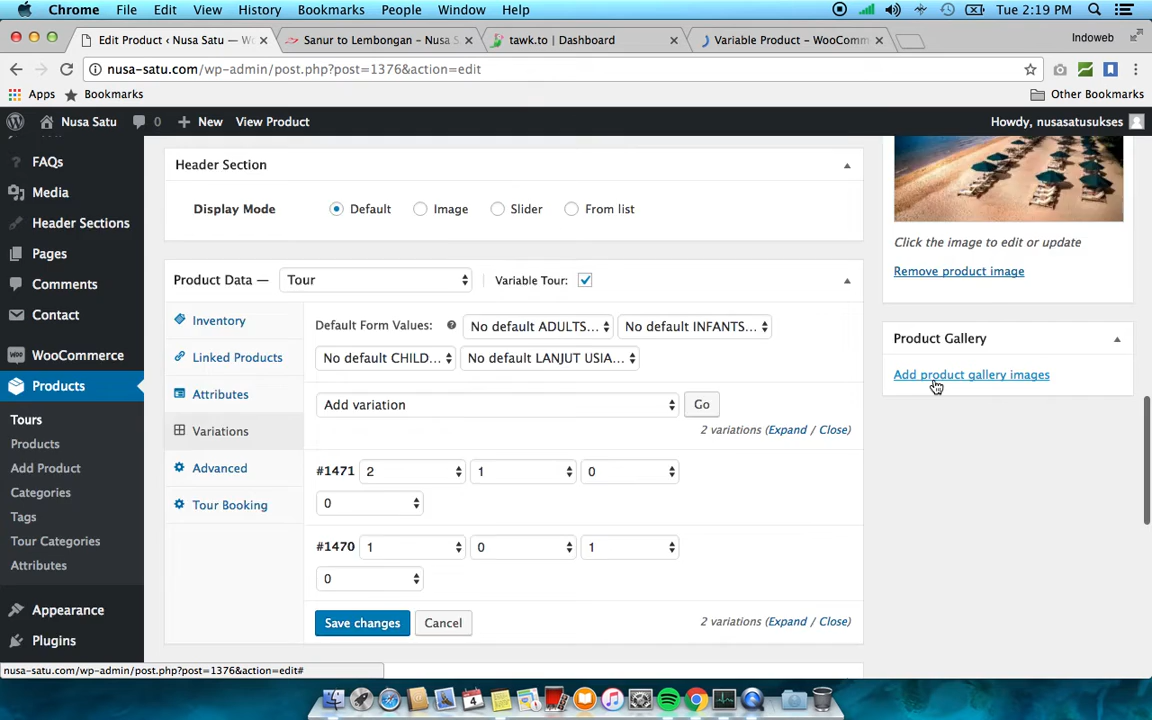 Chrome File Edit View History Bookmarks People Window Help Tue 2:19 PM
Edit Product ‹ Nusa Satu — W Sanur to Lembongan – Nusa S tawk.to | Dashboard Variable Product – WooComm Indoweb
nusa-satu.com/wp-admin/post.php?post=1376&action=edit
Apps Bookmarks Other Bookmarks
Nusa Satu 0 New View Product Howdy, nusasatusukses
FAQs
Media
Header Sections
Pages
Comments
Contact
WooCommerce
Products
Tours
Products
Add Product
Categories
Tags
Tour Categories
Attributes
Appearance
Plugins
Header Section
Display Mode Default Image Slider From list
Product Data — Tour Variable Tour:
Inventory
Linked Products
Attributes
Variations
Advanced
Tour Booking
Default Form Values: ? No default ADULTS... No default INFANTS...
No default CHILD... No default LANJUT USIA...
Add variation Go
2 variations (Expand / Close)
#1471 2 1 0
0
#1470 1 0 1
0
Save changes Cancel 2 variations (Expand / Close)
Click the image to edit or update
Remove product image
Product Gallery
Add product gallery images
nusa-satu.com/wp-admin/post.php?post=1376&action=edit#
4